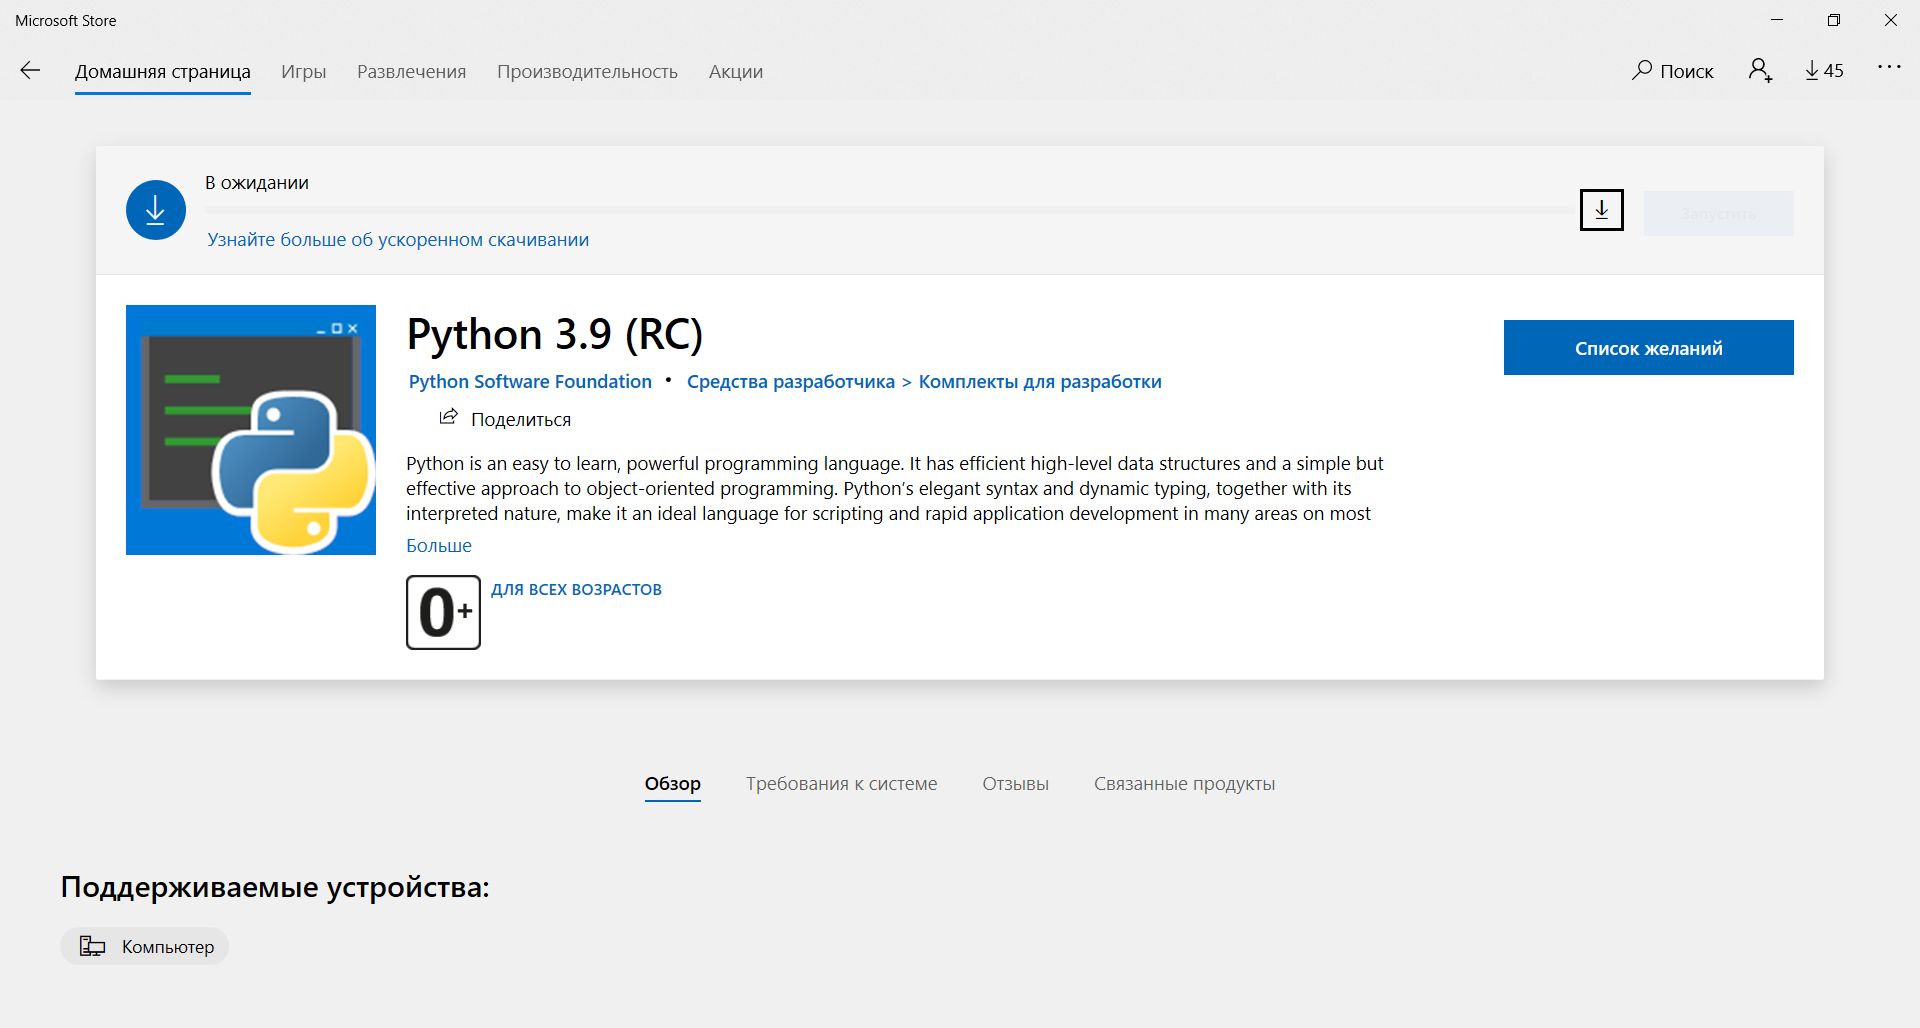 Microsoft Store
Домашняя страница Игры Развлечения Производительность Акции Поиск 45
В ожидании
Запустить
Узнайте больше об ускоренном скачивании
Python 3.9 (RC)
Список желаний
Python Software Foundation • Средства разработчика > Комплекты для разработки
Поделиться
Python is an easy to learn, powerful programming language. It has efficient high-level data structures and a simple but
effective approach to object-oriented programming. Python’s elegant syntax and dynamic typing, together with its
interpreted nature, make it an ideal language for scripting and rapid application development in many areas on most
Больше
0+ ДЛЯ ВСЕХ ВОЗРАСТОВ
Обзор Требования к системе Отзывы Связанные продукты
Поддерживаемые устройства:
Компьютер